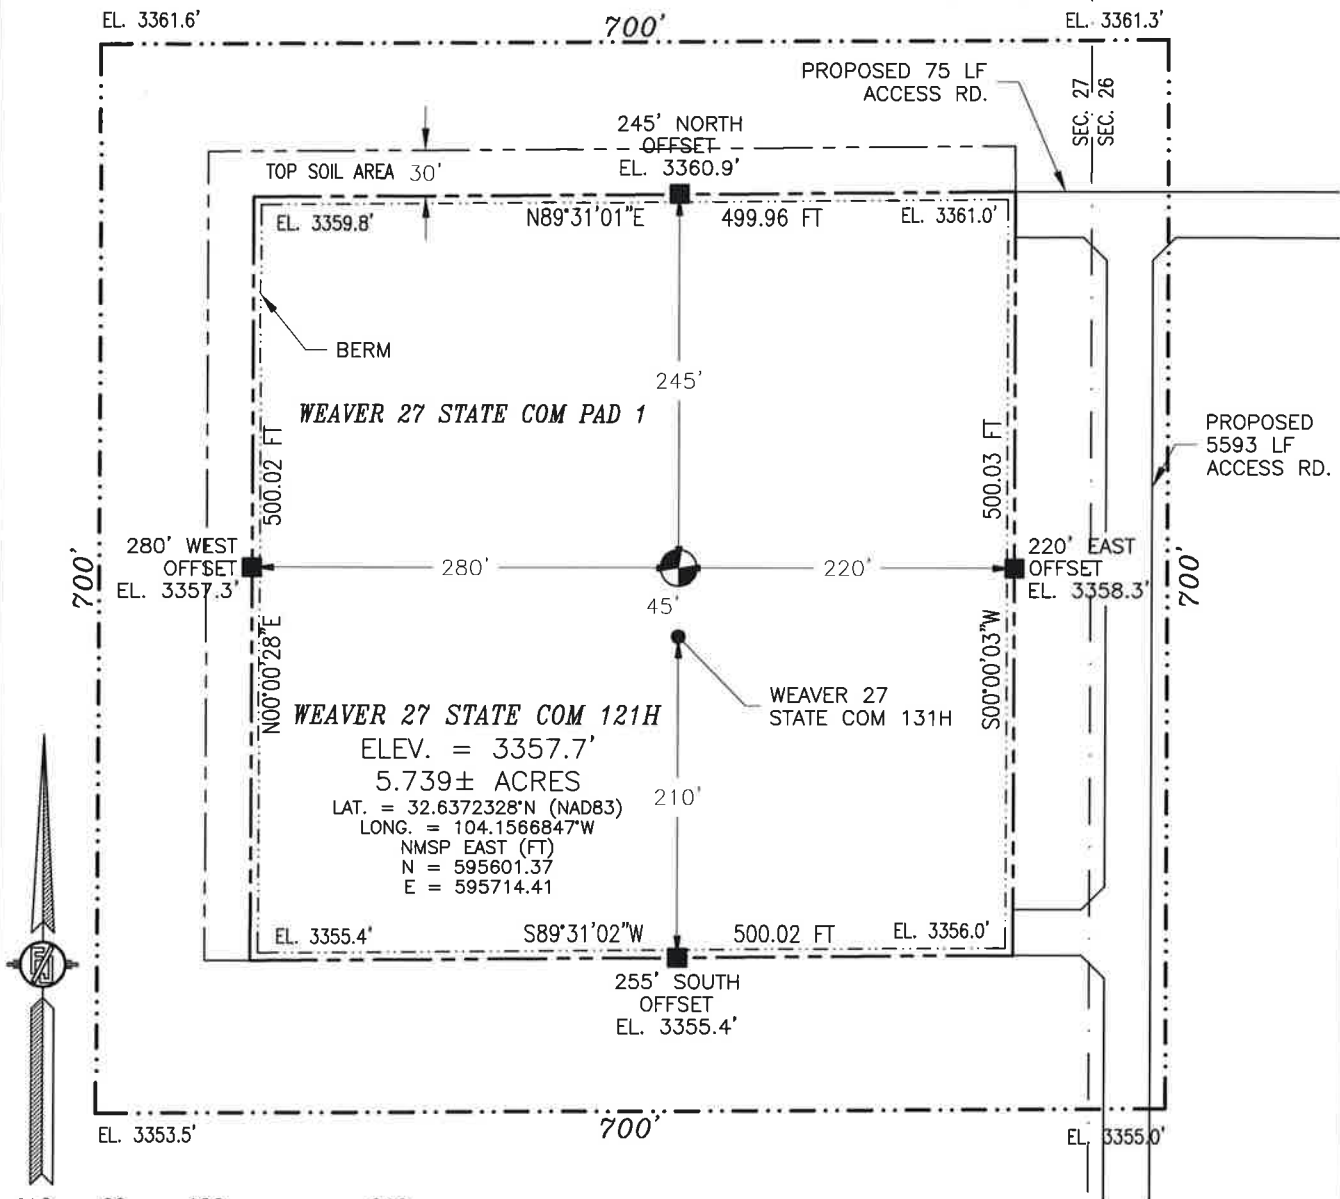 EL. 3361.6'
700'
EL. 3361.3'
PROPOSED 75 LF
ACCESS RD.
SEC. 27
SEC. 26
245' NORTH
OFFSET
EL. 3360.9'
TOP SOIL AREA 30'
EL. 3359.8'
N89°31'01"E 499.96 FT
EL. 3361.0'
BERM
245'
WEAVER 27 STATE COM PAD 1
500.02 FT
500.03 FT
PROPOSED
5593 LF
ACCESS RD.
280' WEST
OFFSET
EL. 3357.3'
280'
220'
220' EAST
OFFSET
EL. 3358.3'
700'
700'
45'
N00°00'28"E
S00°00'03"W
WEAVER 27
STATE COM 131H
WEAVER 27 STATE COM 121H
ELEV. = 3357.7'
5.739± ACRES
LAT. = 32.6372328°N (NAD83)
LONG. = 104.1566847°W
NMSP EAST (FT)
N = 595601.37
E = 595714.41
210'
EL. 3355.4'
S89°31'02"W 500.02 FT
EL. 3356.0'
255' SOUTH
OFFSET
EL. 3355.4'
EL. 3353.5'
700'
EL. 3355.0'